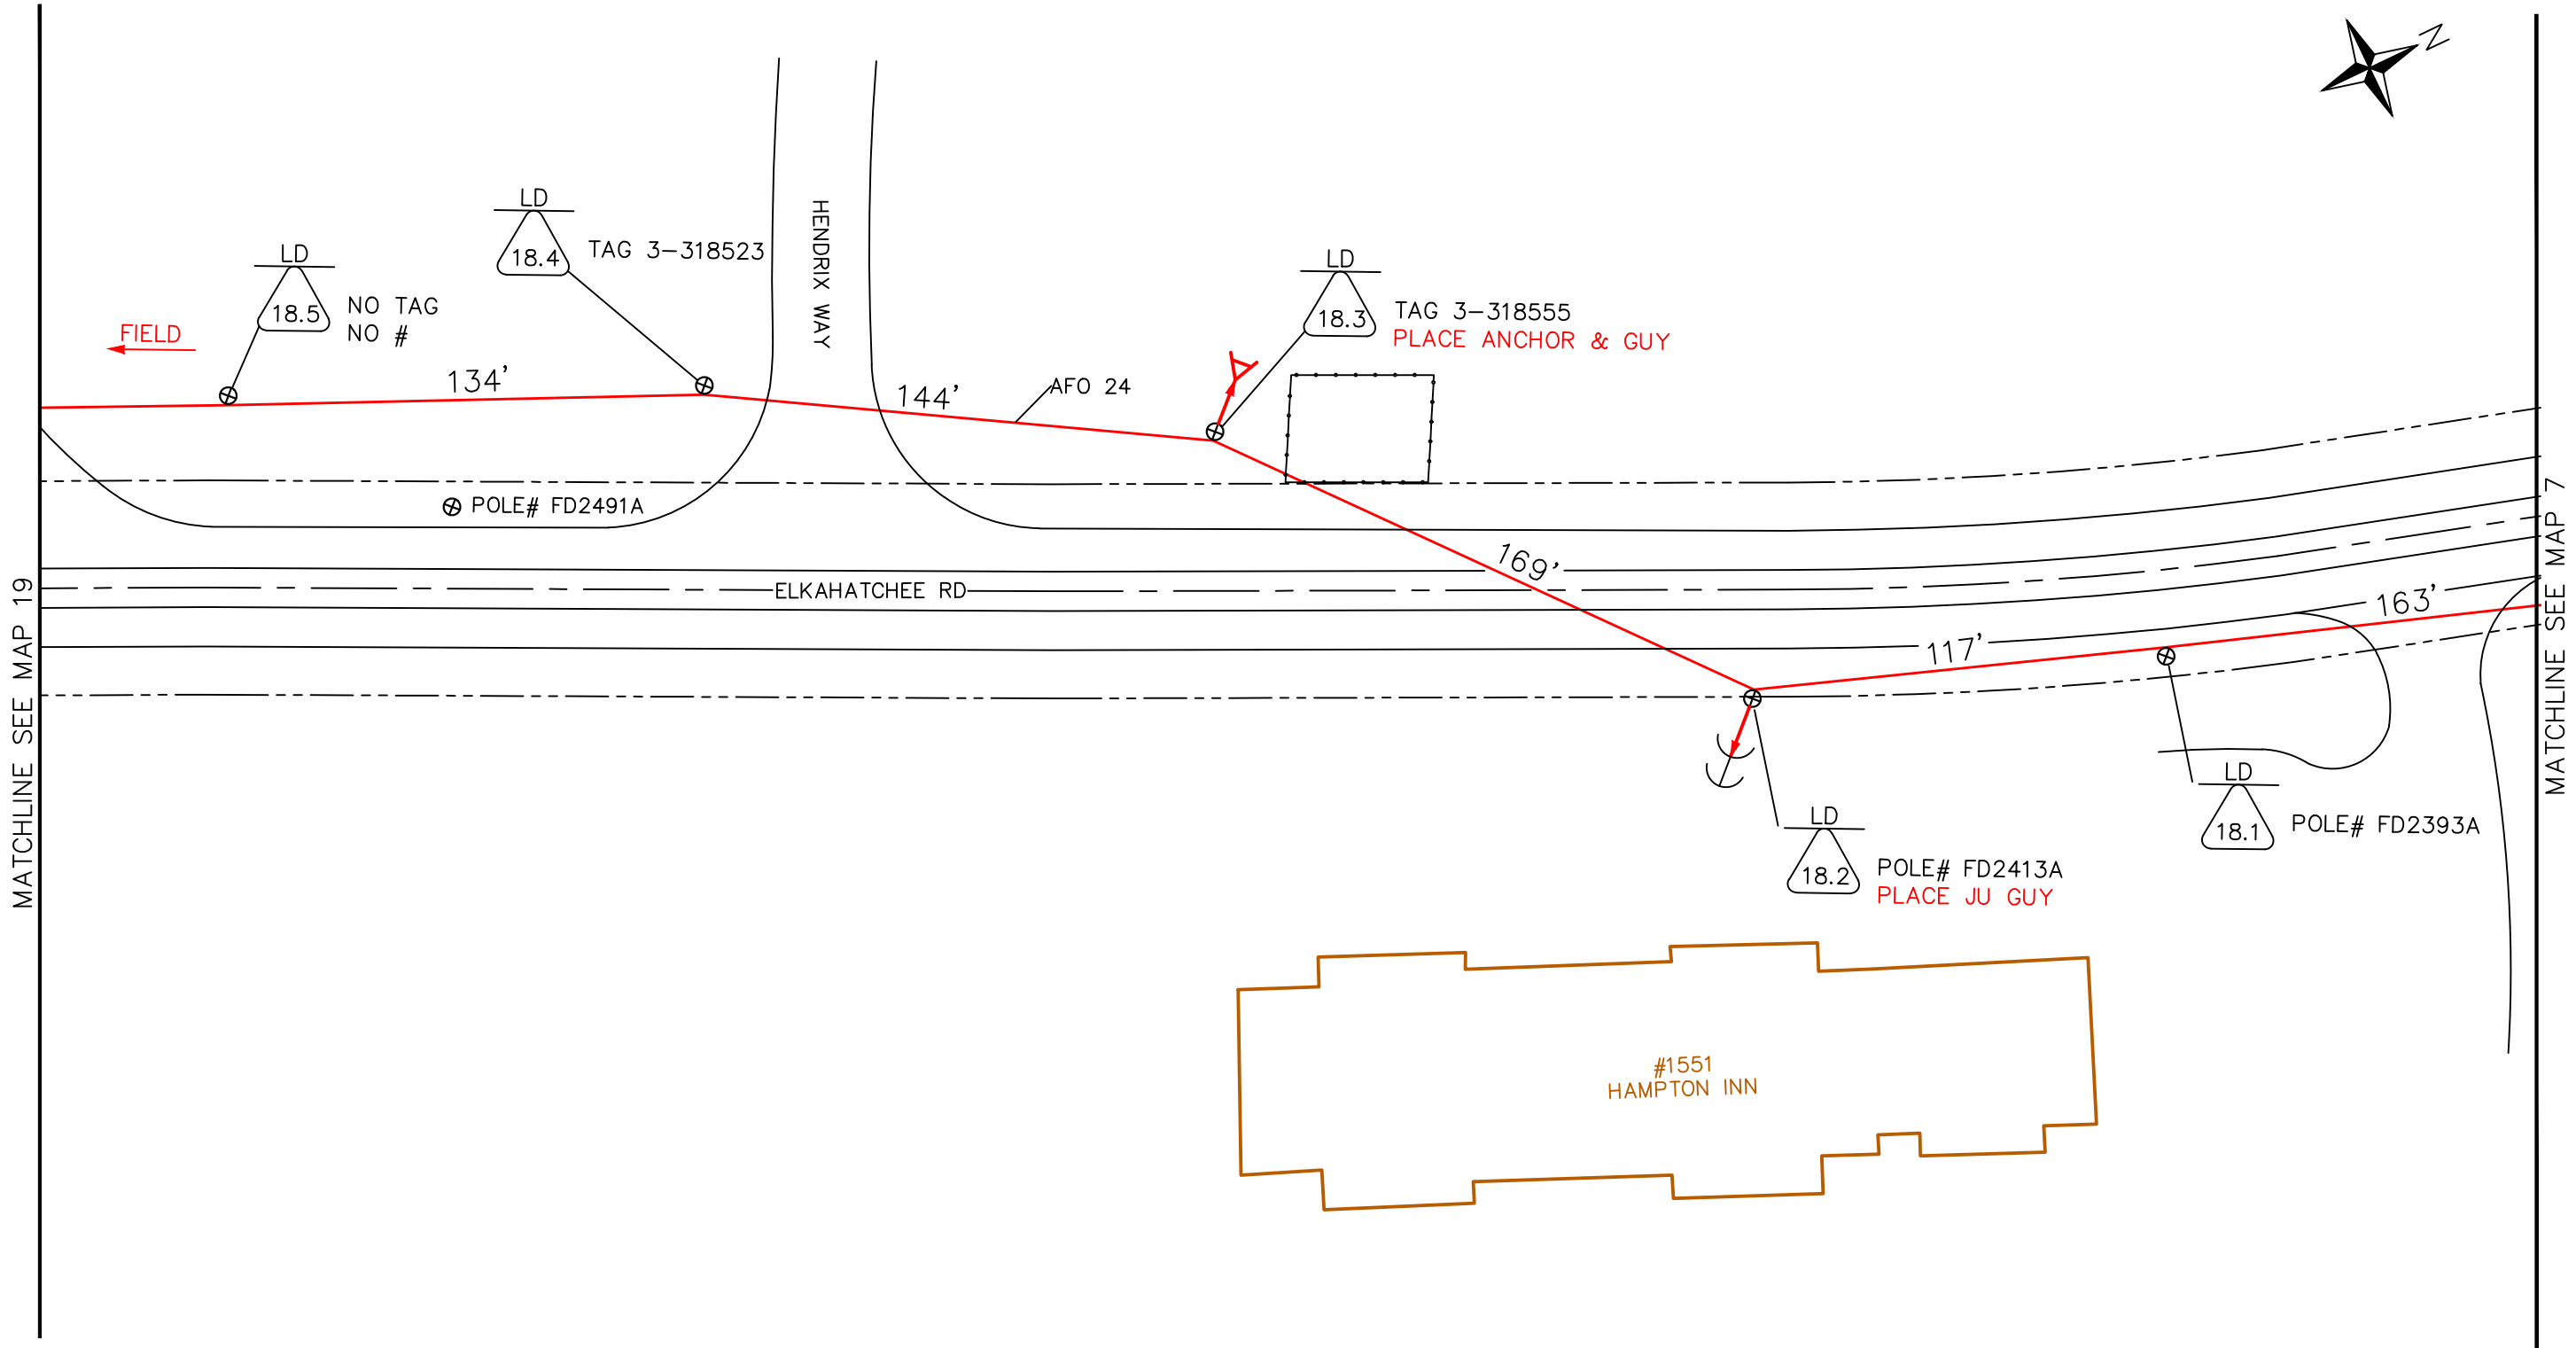 N
LD
18.4
TAG 3-318523
HENDRIX WAY
LD
18.5
NO TAG
NO #
FIELD
134'
144'
AFO 24
LD
18.3
TAG 3-318555
PLACE ANCHOR & GUY
A
POLE# FD2491A
ELKAHATCHEE RD
169'
117'
163'
MATCHLINE SEE MAP 19
MATCHLINE SEE MAP 7
LD
18.1
POLE# FD2393A
LD
18.2
POLE# FD2413A
PLACE JU GUY
#1551
HAMPTON INN